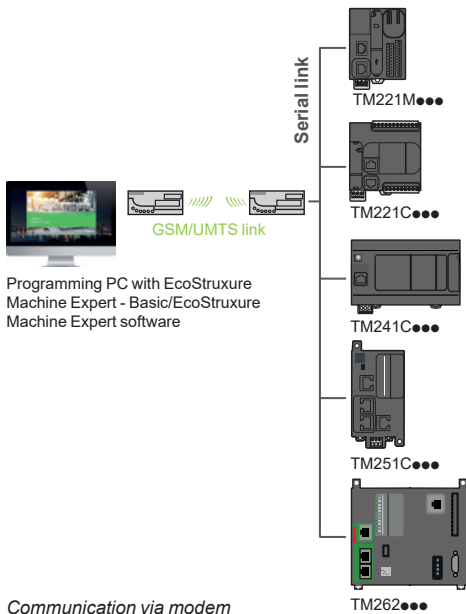 Serial link
TM221M●●●
TM221C●●●
GSM/UMTS link
Programming PC with EcoStruxure
Machine Expert - Basic/EcoStruxure
Machine Expert software
TM241C●●●
TM251C●●●
TM262●●●
Communication via modem